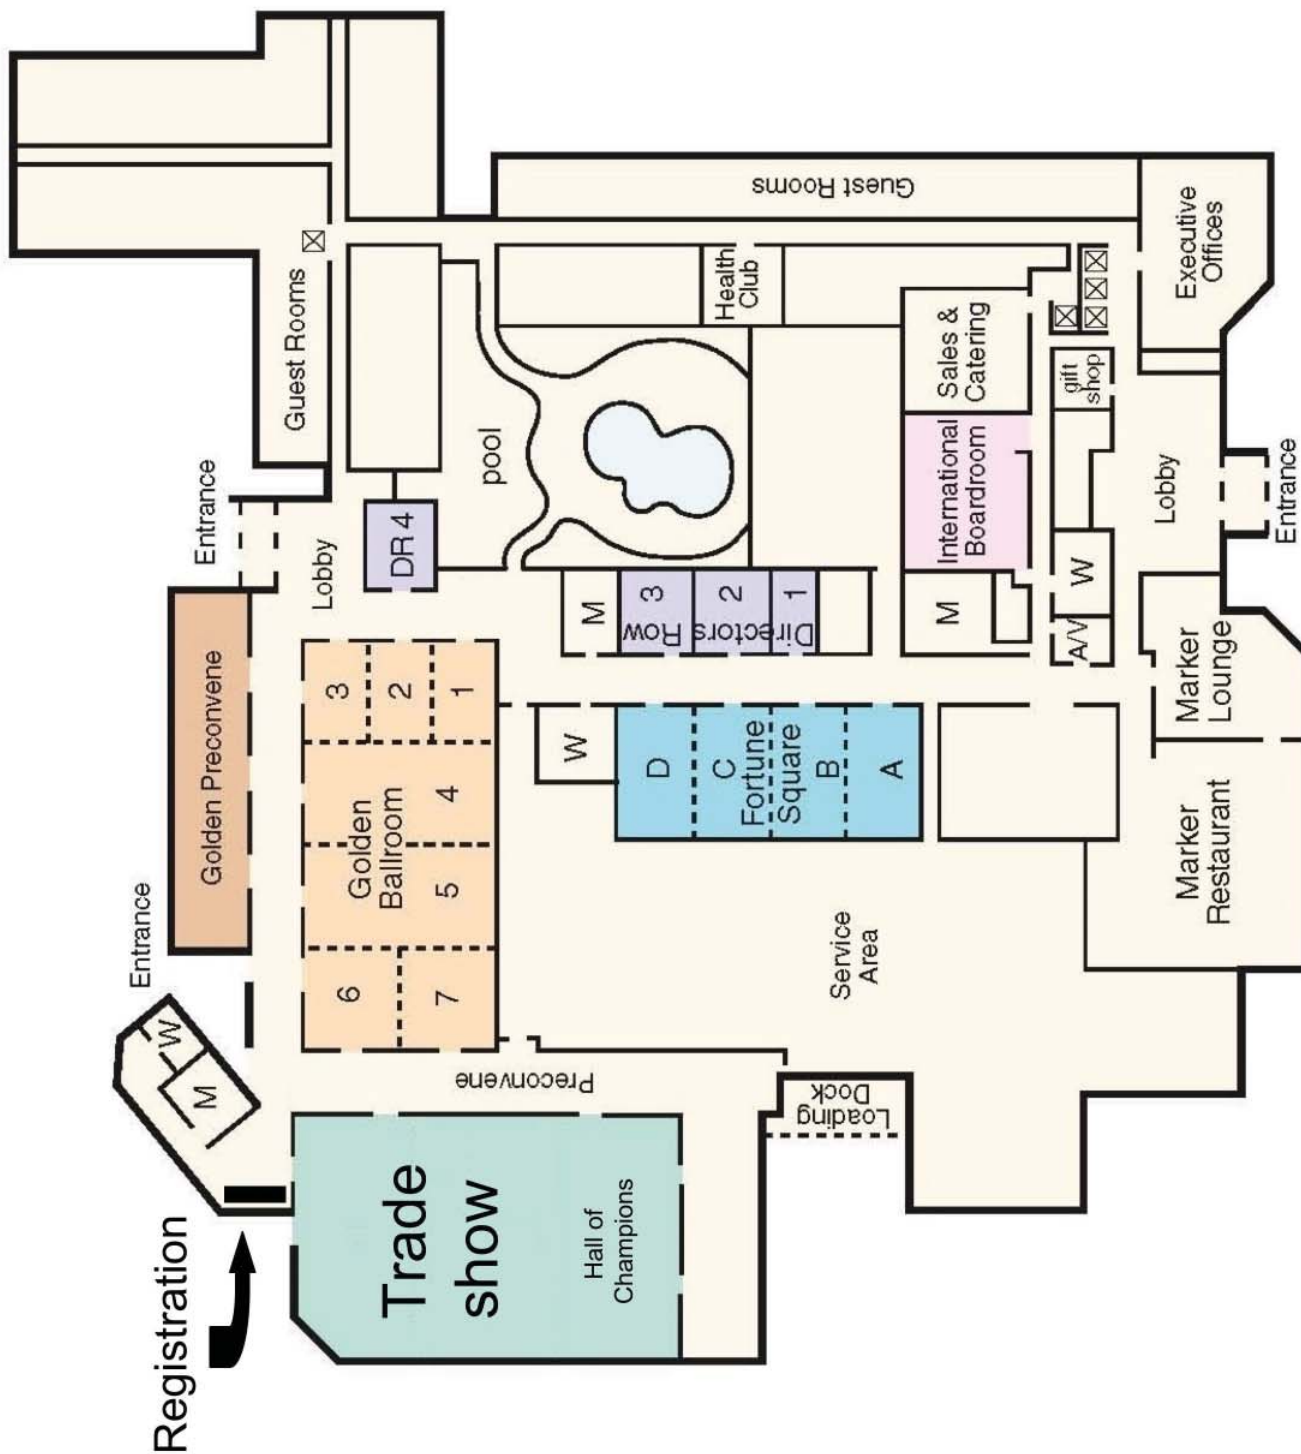 Registration
Trade
show
Hall of
Champions
M
W
Entrance
Golden Preconvene
Entrance
Lobby
Guest Rooms
Preconvene
Loading
Dock
Golden
Ballroom
6
7
5
4
3
2
1
DR 4
pool
Service
Area
W
D
C
B
A
Fortune
Square
M
3
2
1
Directors Row
Health
Club
Guest Rooms
International
Boardroom
Sales &
Catering
M
A/V
W
gift
shop
Marker
Restaurant
Marker
Lounge
Lobby
Entrance
Executive
Offices